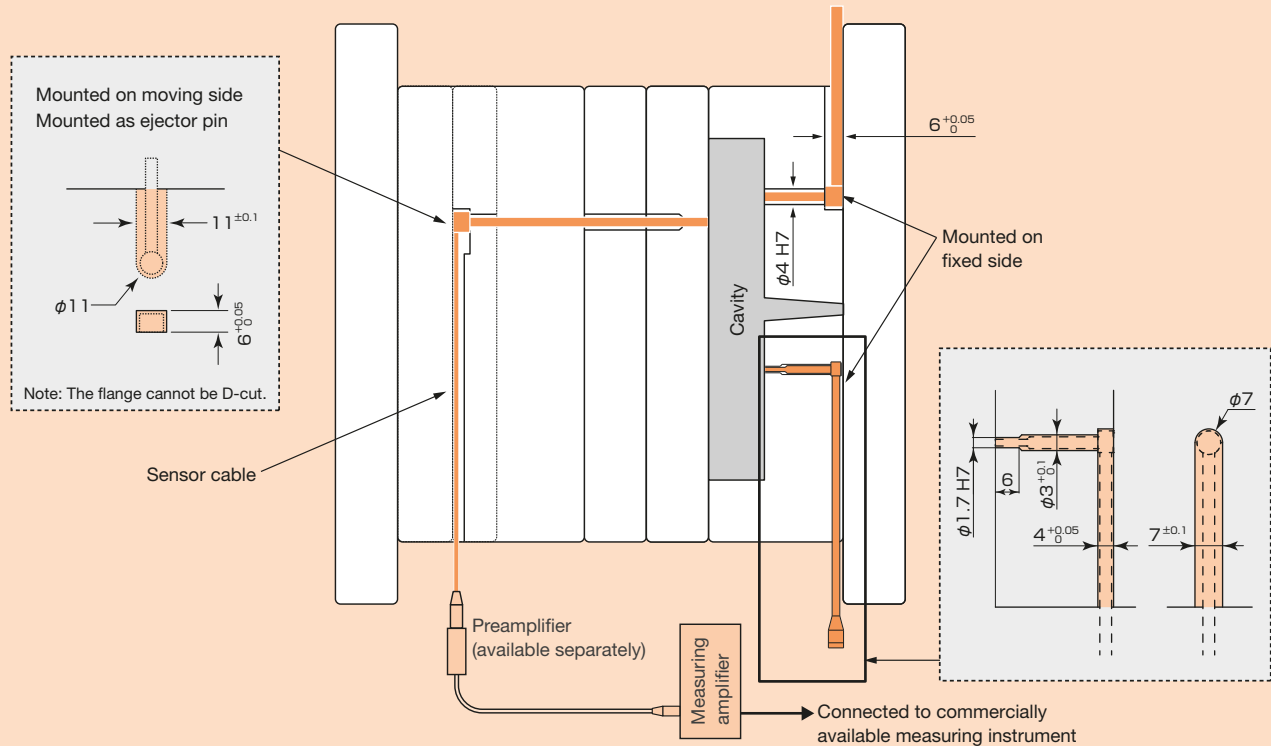 Mounted on moving side
Mounted as ejector pin
11±0.1
φ11
6+0.05 0
Note: The flange cannot be D-cut.
Sensor cable
6+0.05 0
φ4 H7
Mounted on
fixed side
Cavity
φ7
φ1.7 H7
6
φ3+0.1 0
4+0.05 0
7±0.1
Preamplifier
(available separately)
Measuring
amplifier
Connected to commercially
available measuring instrument